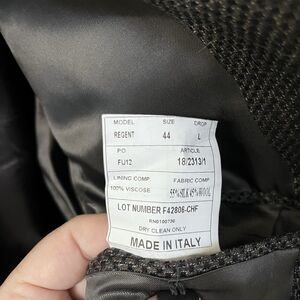 MODEL SIZE DROP
REGENT 44 L
PO ARTICLE
FU12 18/2313/1
LINING COMP. FABRIC COMP.
100% VISCOSE 55%SILK 45%WOOL
LOT NUMBER F42806-CHF
RN0100730
DRY CLEAN ONLY
MADE IN ITALY